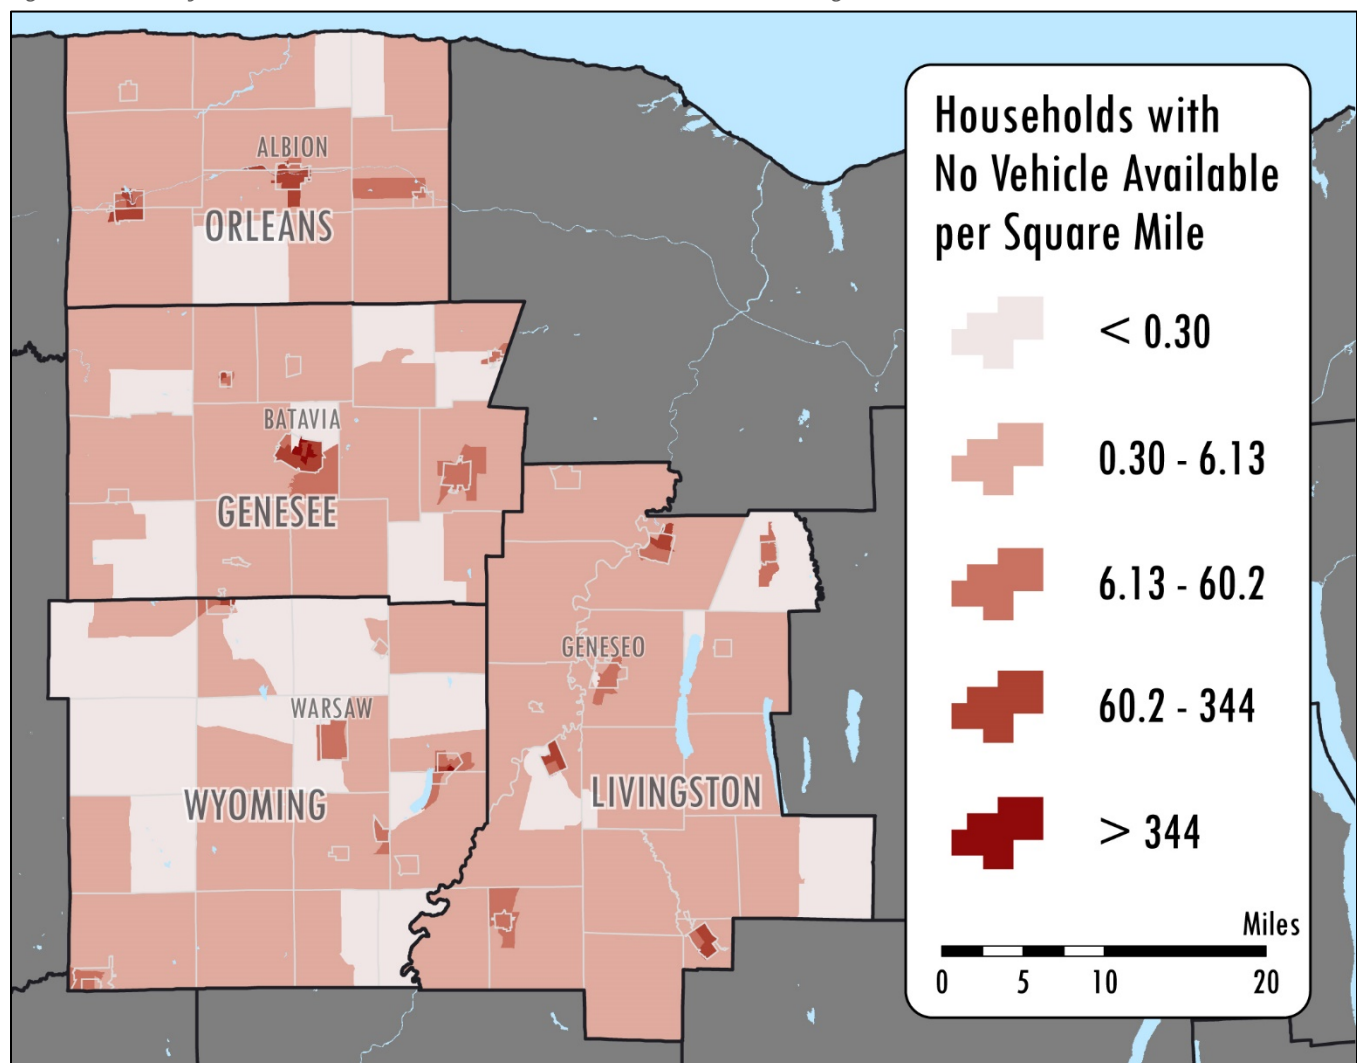 Households with
No Vehicle Available
per Square Mile
< 0.30
0.30 - 6.13
6.13 - 60.2
60.2 - 344
> 344
Miles
0 5 10 20
ALBION
ORLEANS
BATAVIA
GENESEE
GENESEO
WARSAW
WYOMING
LIVINGSTON